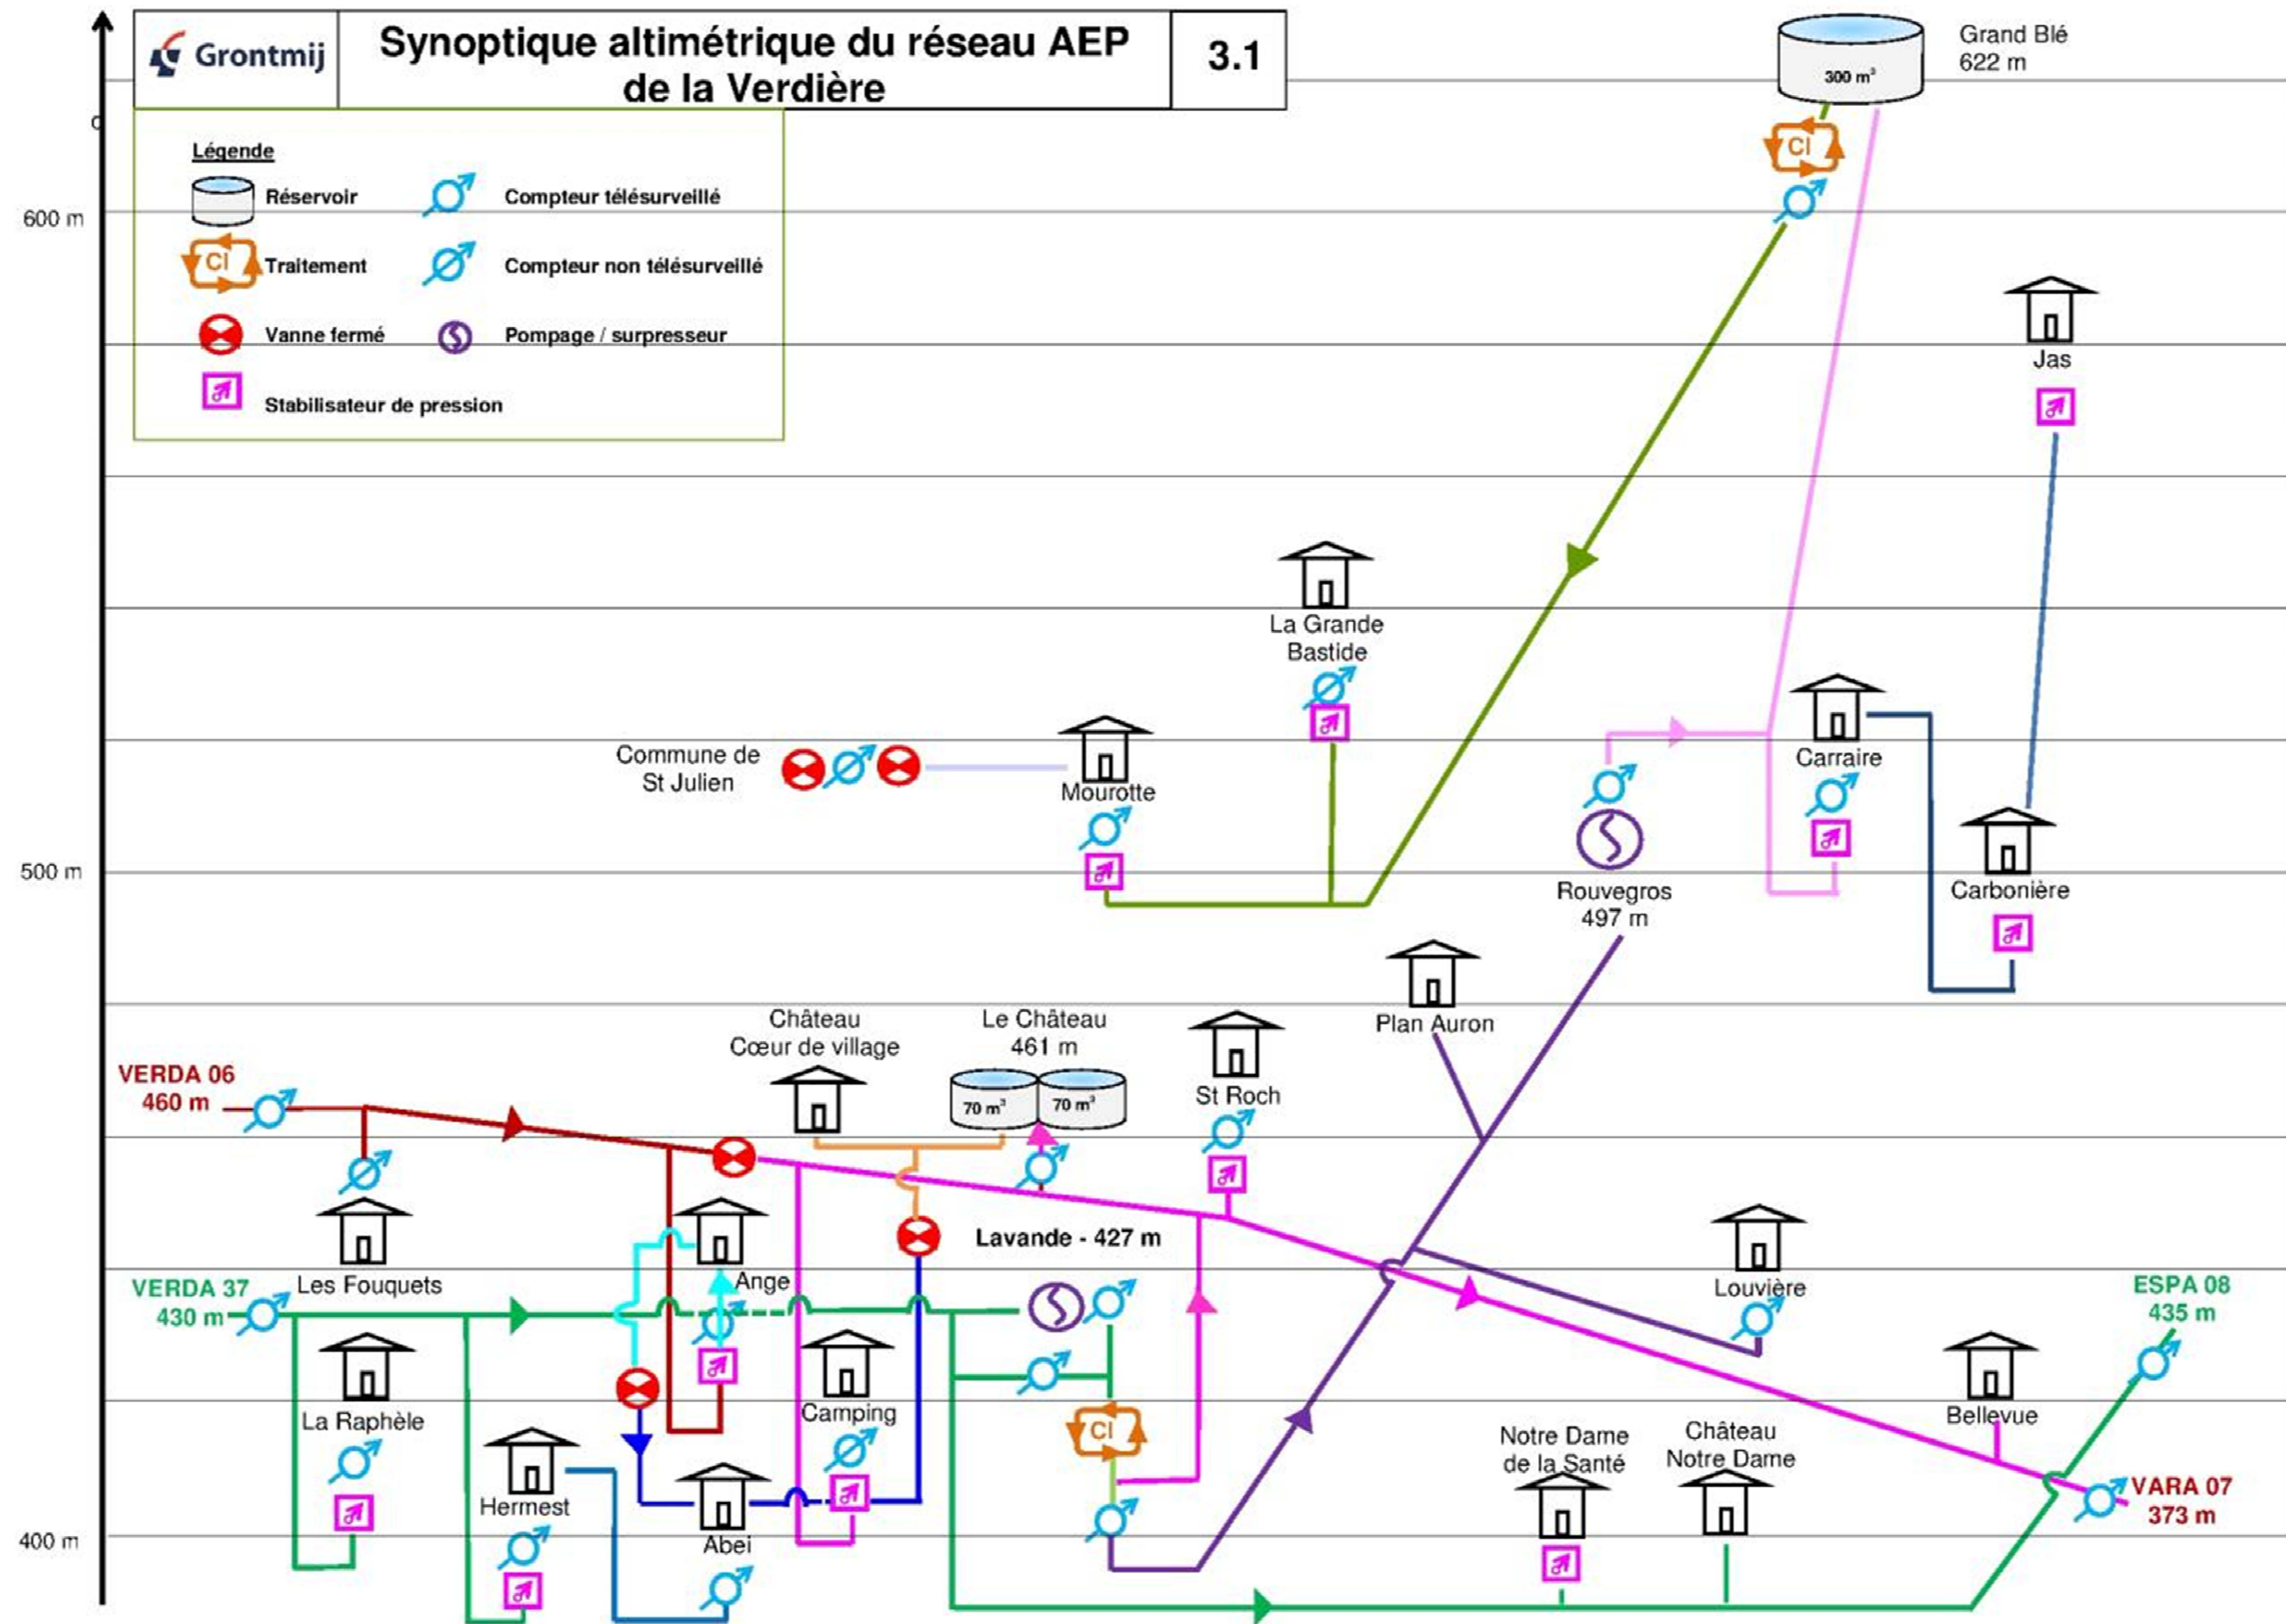 Grontmij
Synoptique altimétrique du réseau AEP
de la Verdière
3.1
Grand Blé
622 m
300 m³
Légende
Réservoir
Compteur télésurveillé
Cl
Traitement
Compteur non télésurveillé
Vanne fermé
Pompage / surpresseur
Stabilisateur de pression
Cl
600 m
Jas
La Grande
Bastide
Commune de
St Julien
Mourotte
Carraire
500 m
Rouvegros
497 m
Carbonière
Plan Auron
Château
Cœur de village
Le Château
461 m
70 m³
70 m³
St Roch
VERDA 06
460 m
Lavande - 427 m
Les Fouquets
Ange
Louvière
VERDA 37
430 m
ESPA 08
435 m
La Raphèle
Camping
Cl
Bellevue
Notre Dame
de la Santé
Château
Notre Dame
Hermest
Abei
VARA 07
373 m
400 m